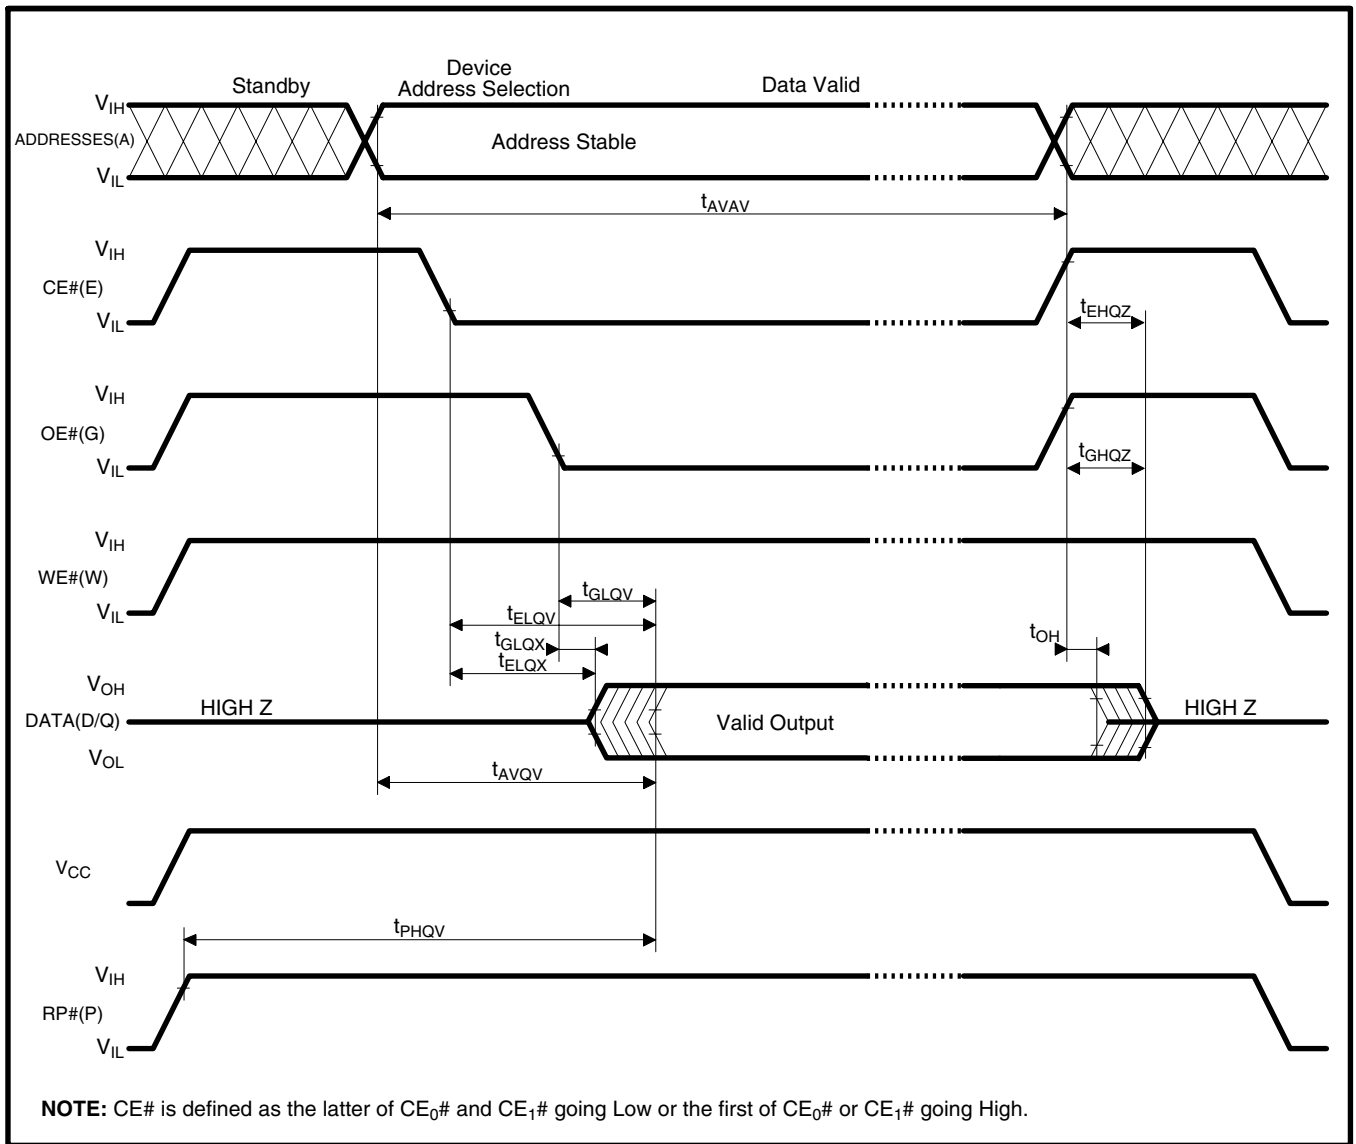 Device
Standby Address Selection Data Valid
VIH
ADDRESSES(A) Address Stable
VIL
tAVAV
VIH
CE#(E)
VIL
tEHQZ
VIH
OE#(G)
VIL
tGHQZ
VIH
WE#(W)
VIL
tGLQV
tELQV
tGLQX
tOH
tELQX
VOH
DATA(D/Q) HIGH Z Valid Output HIGH Z
VOL
tAVQV
VCC
tPHQV
VIH
RP#(P)
VIL
NOTE: CE# is defined as the latter of CE0# and CE1# going Low or the first of CE0# or CE1# going High.